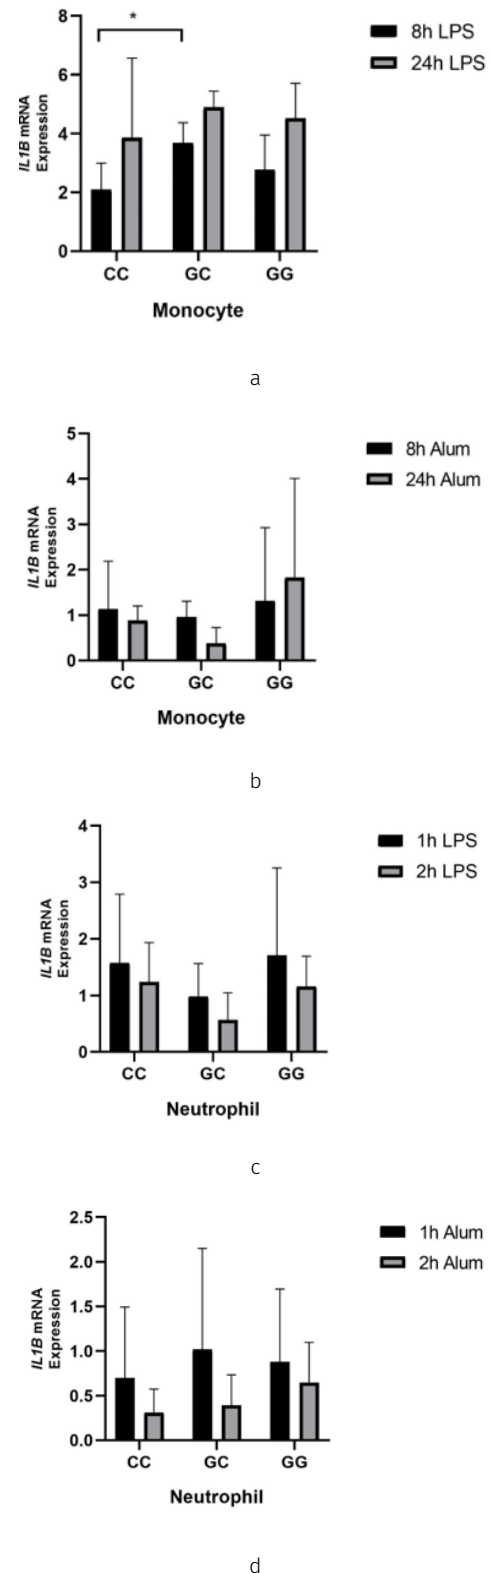 8
*
8h LPS
24h LPS
6
IL1B mRNA
Expression
4
2
0
CC GC GG
Monocyte
a
5
8h Alum
24h Alum
4
IL1B mRNA
Expression
3
2
1
0
CC GC GG
Monocyte
b
4
1h LPS
2h LPS
3
IL1B mRNA
Expression
2
1
0
CC GC GG
Neutrophil
c
2.5
1h Alum
2h Alum
2.0
IL1B mRNA
Expression
1.5
1.0
0.5
0.0
CC GC GG
Neutrophil
d